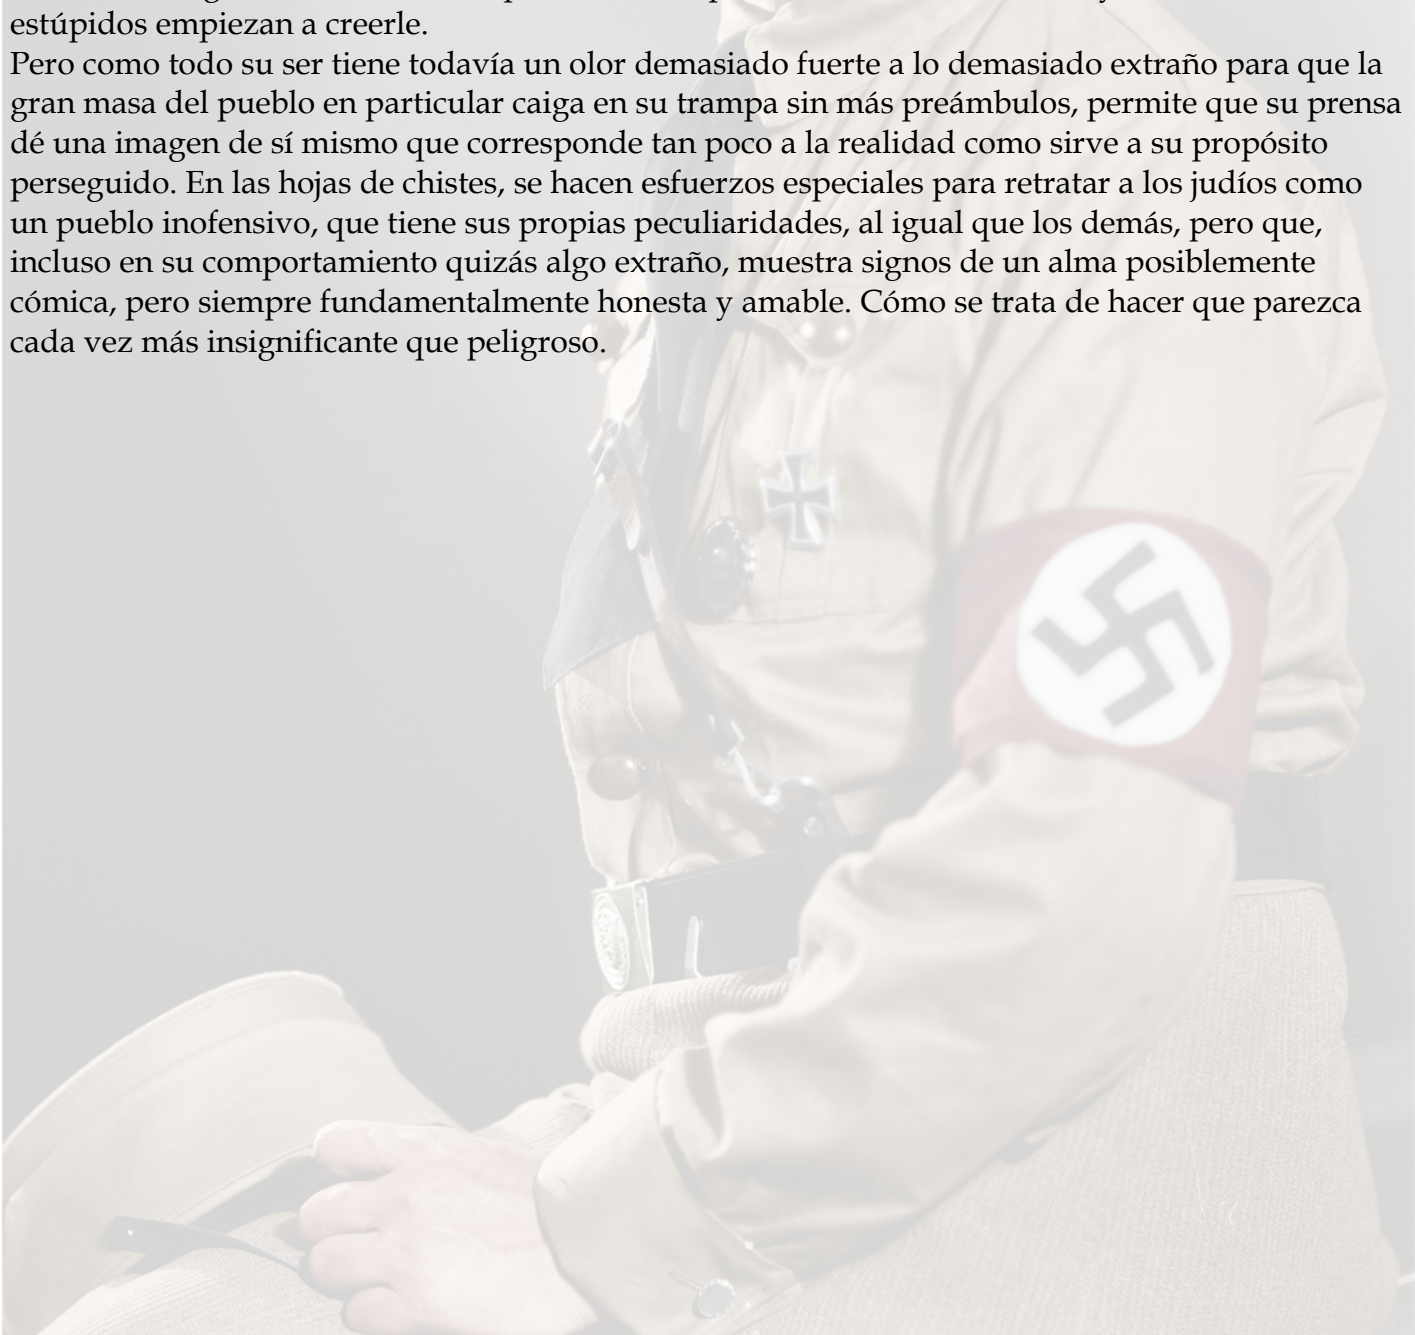 estúpidos empiezan a creerle.
Pero como todo su ser tiene todavía un olor demasiado fuerte a lo demasiado extraño para que la
gran masa del pueblo en particular caiga en su trampa sin más preámbulos, permite que su prensa
dé una imagen de sí mismo que corresponde tan poco a la realidad como sirve a su propósito
perseguido. En las hojas de chistes, se hacen esfuerzos especiales para retratar a los judíos como
un pueblo inofensivo, que tiene sus propias peculiaridades, al igual que los demás, pero que,
incluso en su comportamiento quizás algo extraño, muestra signos de un alma posiblemente
cómica, pero siempre fundamentalmente honesta y amable. Cómo se trata de hacer que parezca
cada vez más insignificante que peligroso.